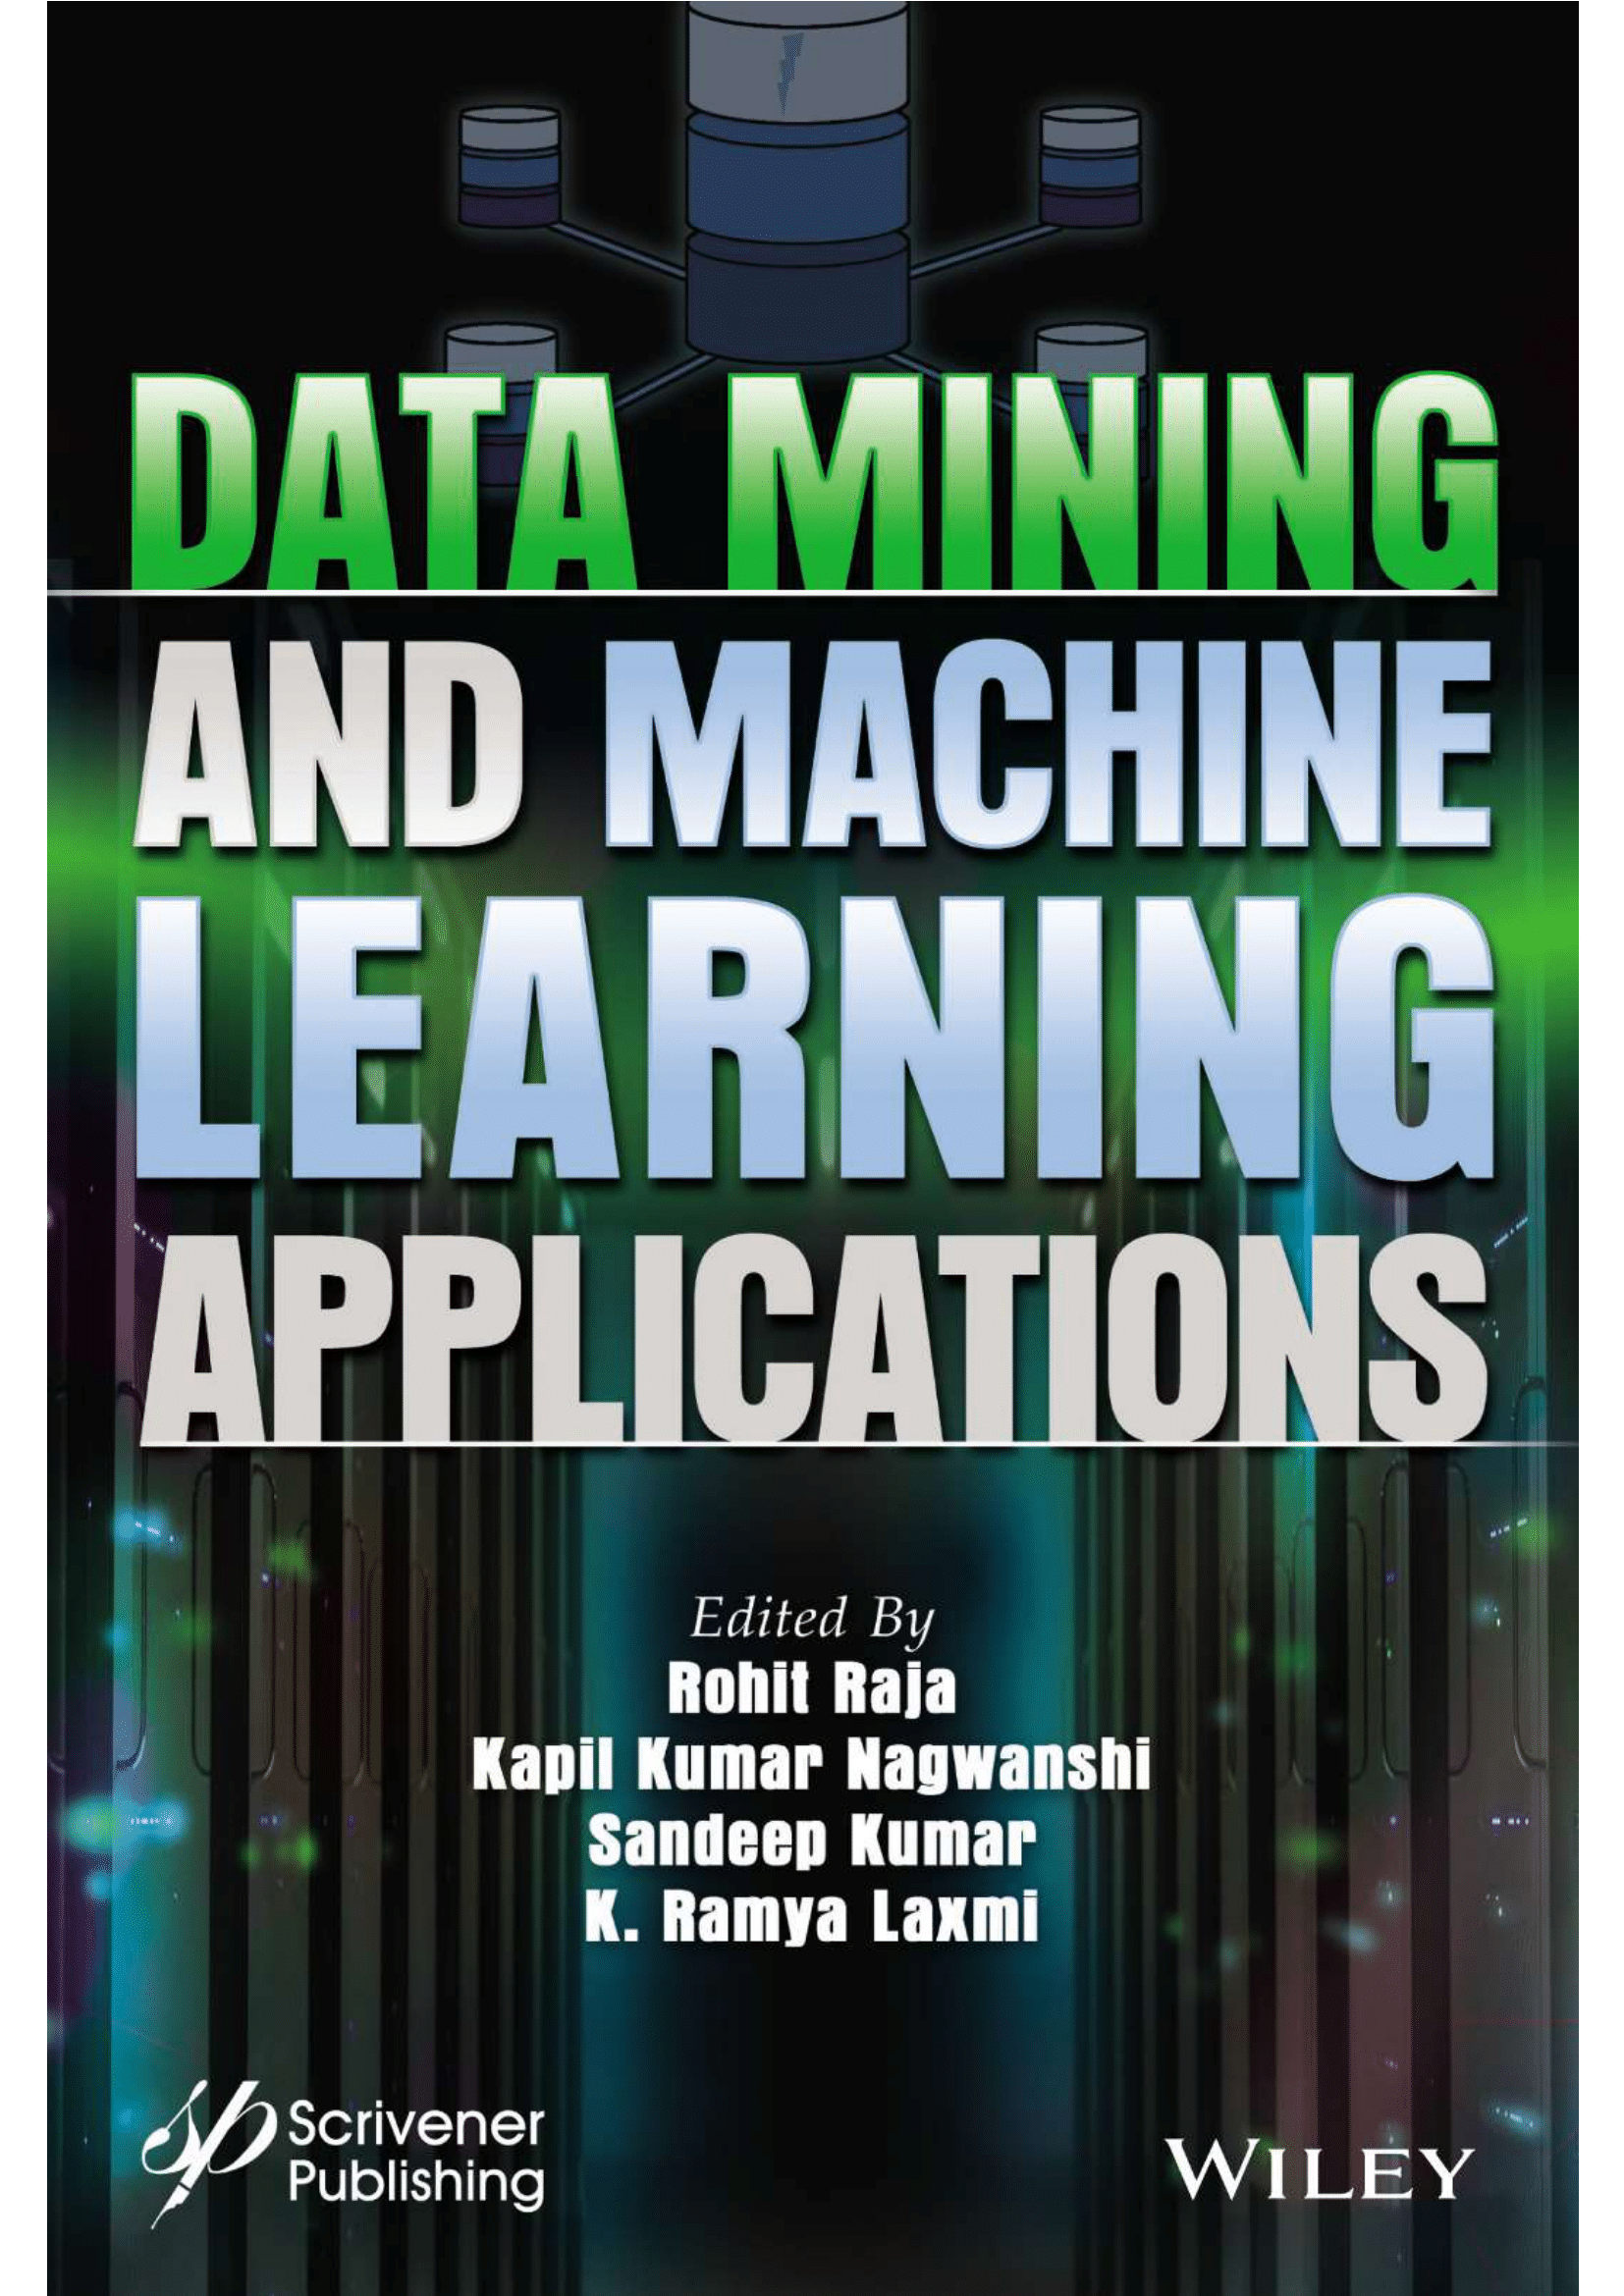 DATA MINING
AND MACHINE
LEARNING
APPLICATIONS
Edited By
Rohit Raja
Kapil Kumar Nagwanshi
Sandeep Kumar
K. Ramya Laxmi
sp Scrivener
Publishing
WILEY